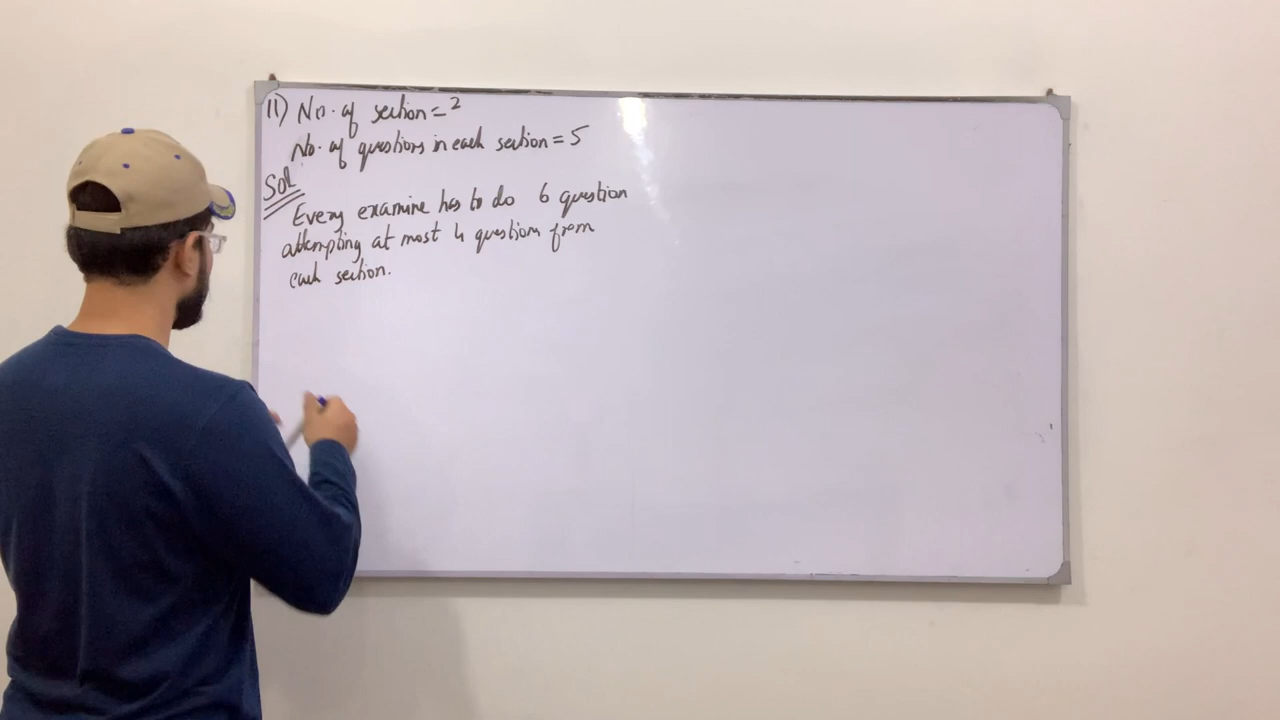 11) No. of section = 2
No. of questions in each section = 5
Sol
Every examine has to do 6 question
attempting at most 4 question from
each section.